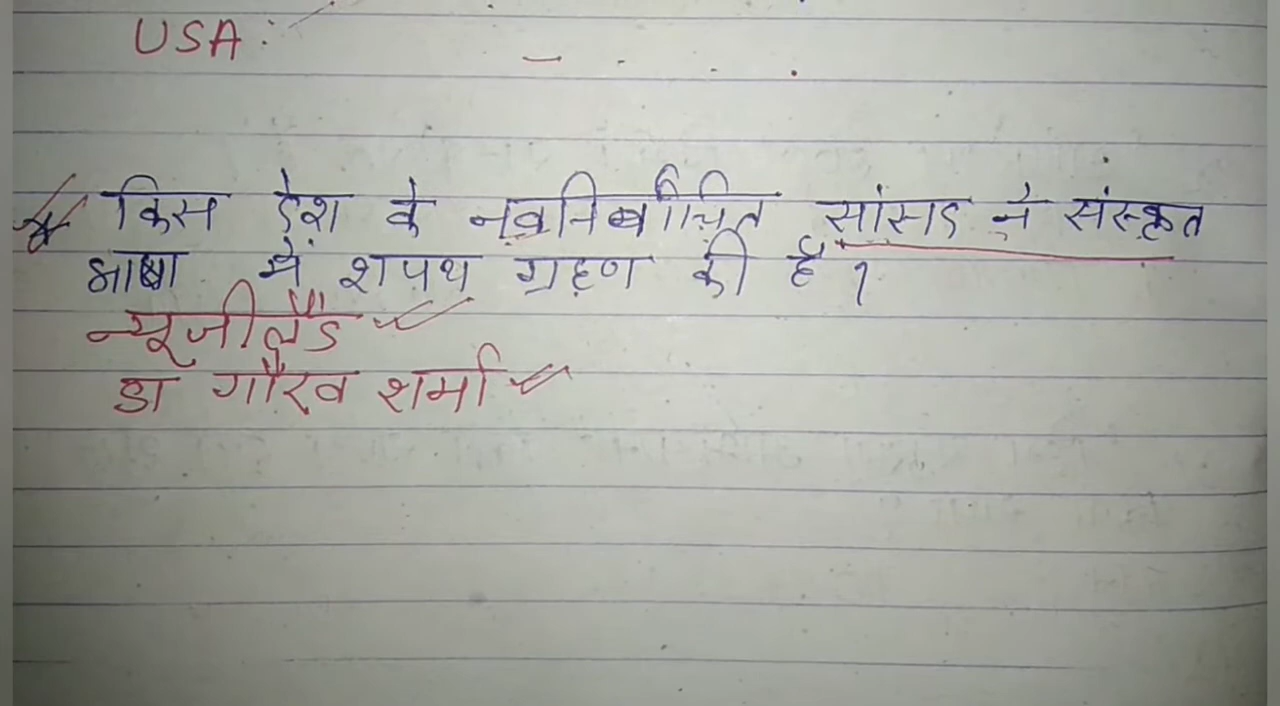 USA:
किस देश के नवनिर्वाचित सांसद ने संस्कृत
भाषा में शपथ ग्रहण की है ?
न्यूजीलैंड
डा गौरव शर्मा